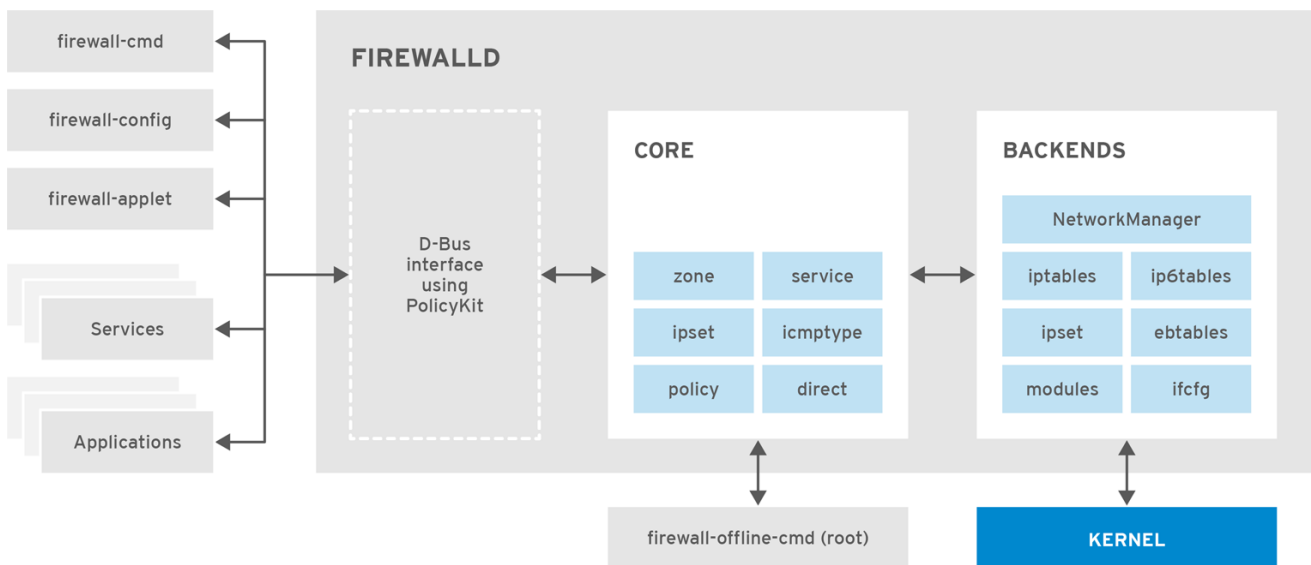 firewall-cmd
firewall-config
firewall-applet
Services
Applications
FIREWALLD
D-Bus
interface
using
PolicyKit
CORE
zone
service
ipset
icmptype
policy
direct
BACKENDS
NetworkManager
iptables
ip6tables
ipset
ebtables
modules
ifcfg
firewall-offline-cmd (root)
KERNEL